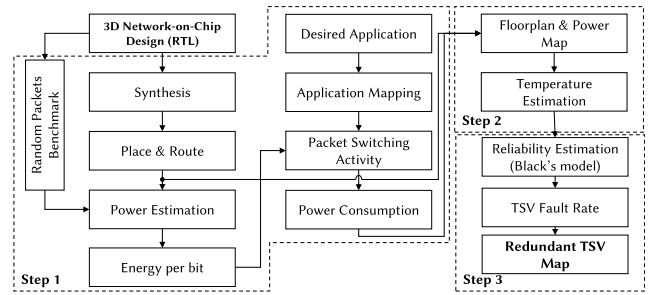 3D Network-on-Chip
Design (RTL)
Random Packets
Benchmark
Synthesis
Place & Route
Power Estimation
Energy per bit
Step 1
Desired Application
Application Mapping
Packet Switching
Activity
Power Consumption
Floorplan & Power
Map
Temperature
Estimation
Step 2
Reliability Estimation
(Black's model)
TSV Fault Rate
Redundant TSV
Map
Step 3